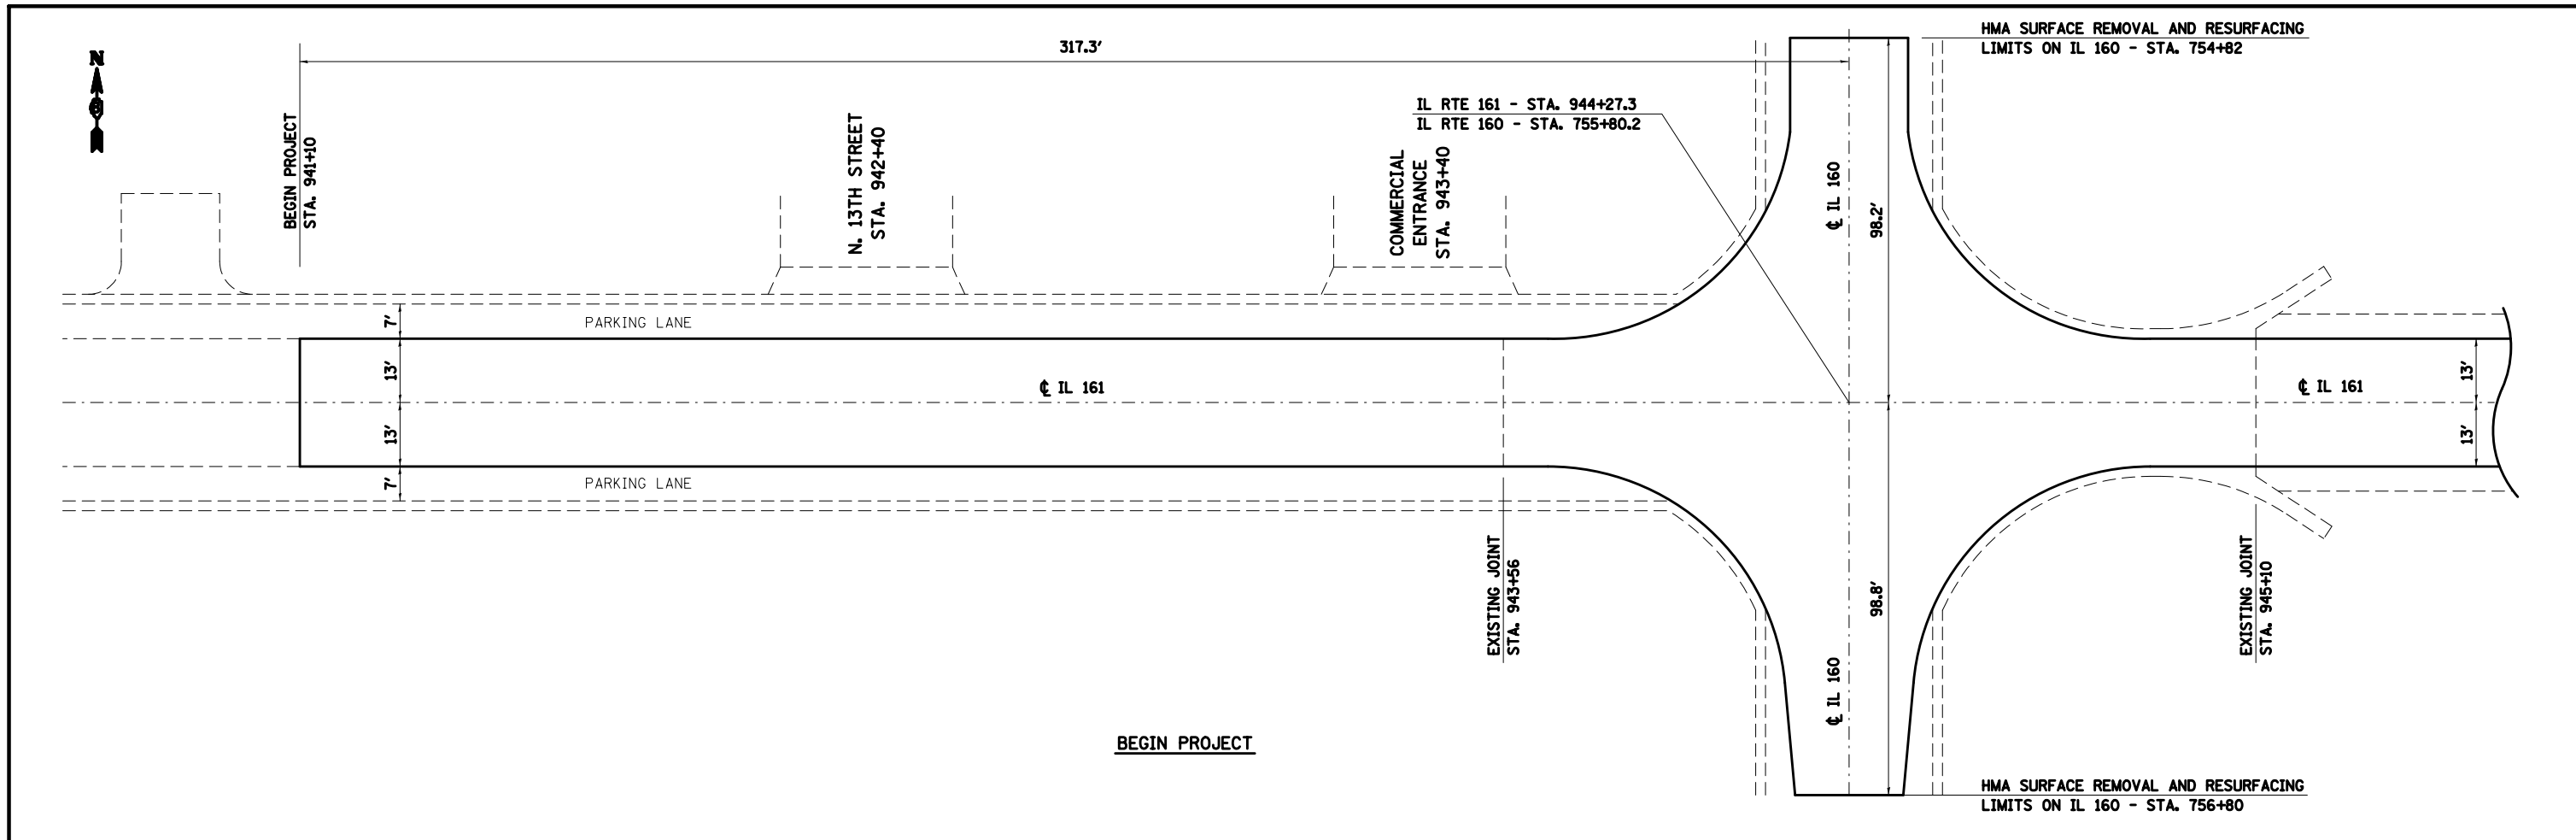 N
317.3'
HMA SURFACE REMOVAL AND RESURFACING
LIMITS ON IL 160 - STA. 754+82
BEGIN PROJECT
STA. 941+10
N. 13TH STREET
STA. 942+40
COMMERCIAL
ENTRANCE
STA. 943+40
IL RTE 161 - STA. 944+27.3
IL RTE 160 - STA. 755+80.2
℄ IL 160
98.2'
7'
PARKING LANE
13'
℄ IL 161
13'
℄ IL 161
13'
13'
7'
PARKING LANE
EXISTING JOINT
STA. 943+56
98.8'
EXISTING JOINT
STA. 945+10
℄ IL 160
BEGIN PROJECT
HMA SURFACE REMOVAL AND RESURFACING
LIMITS ON IL 160 - STA. 756+80